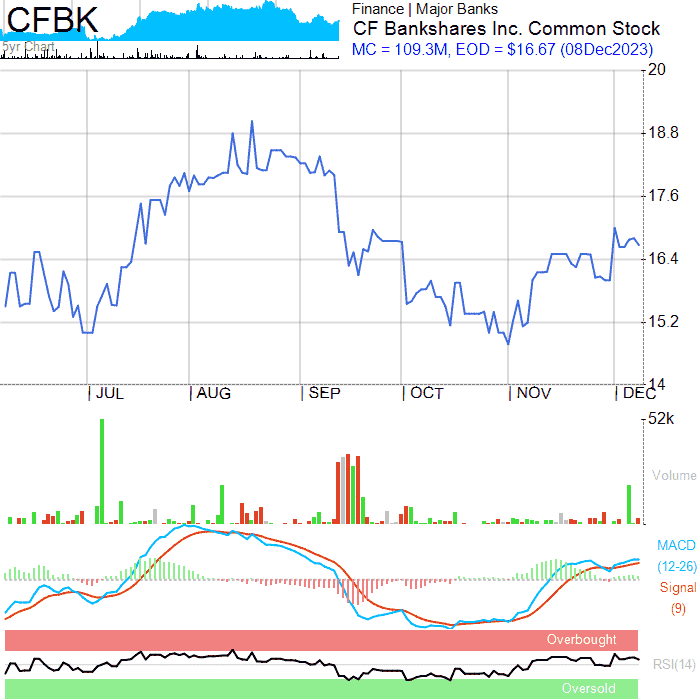 CFBK
5yr Chart
Finance | Major Banks
CF Bankshares Inc. Common Stock
MC = 109.3M, EOD = $16.67 (08Dec2023)
20
18.8
17.6
16.4
15.2
14
JUL AUG SEP OCT NOV DEC
52k
Volume
MACD
(12-26)
Signal
(9)
Overbought
RSI(14)
Oversold